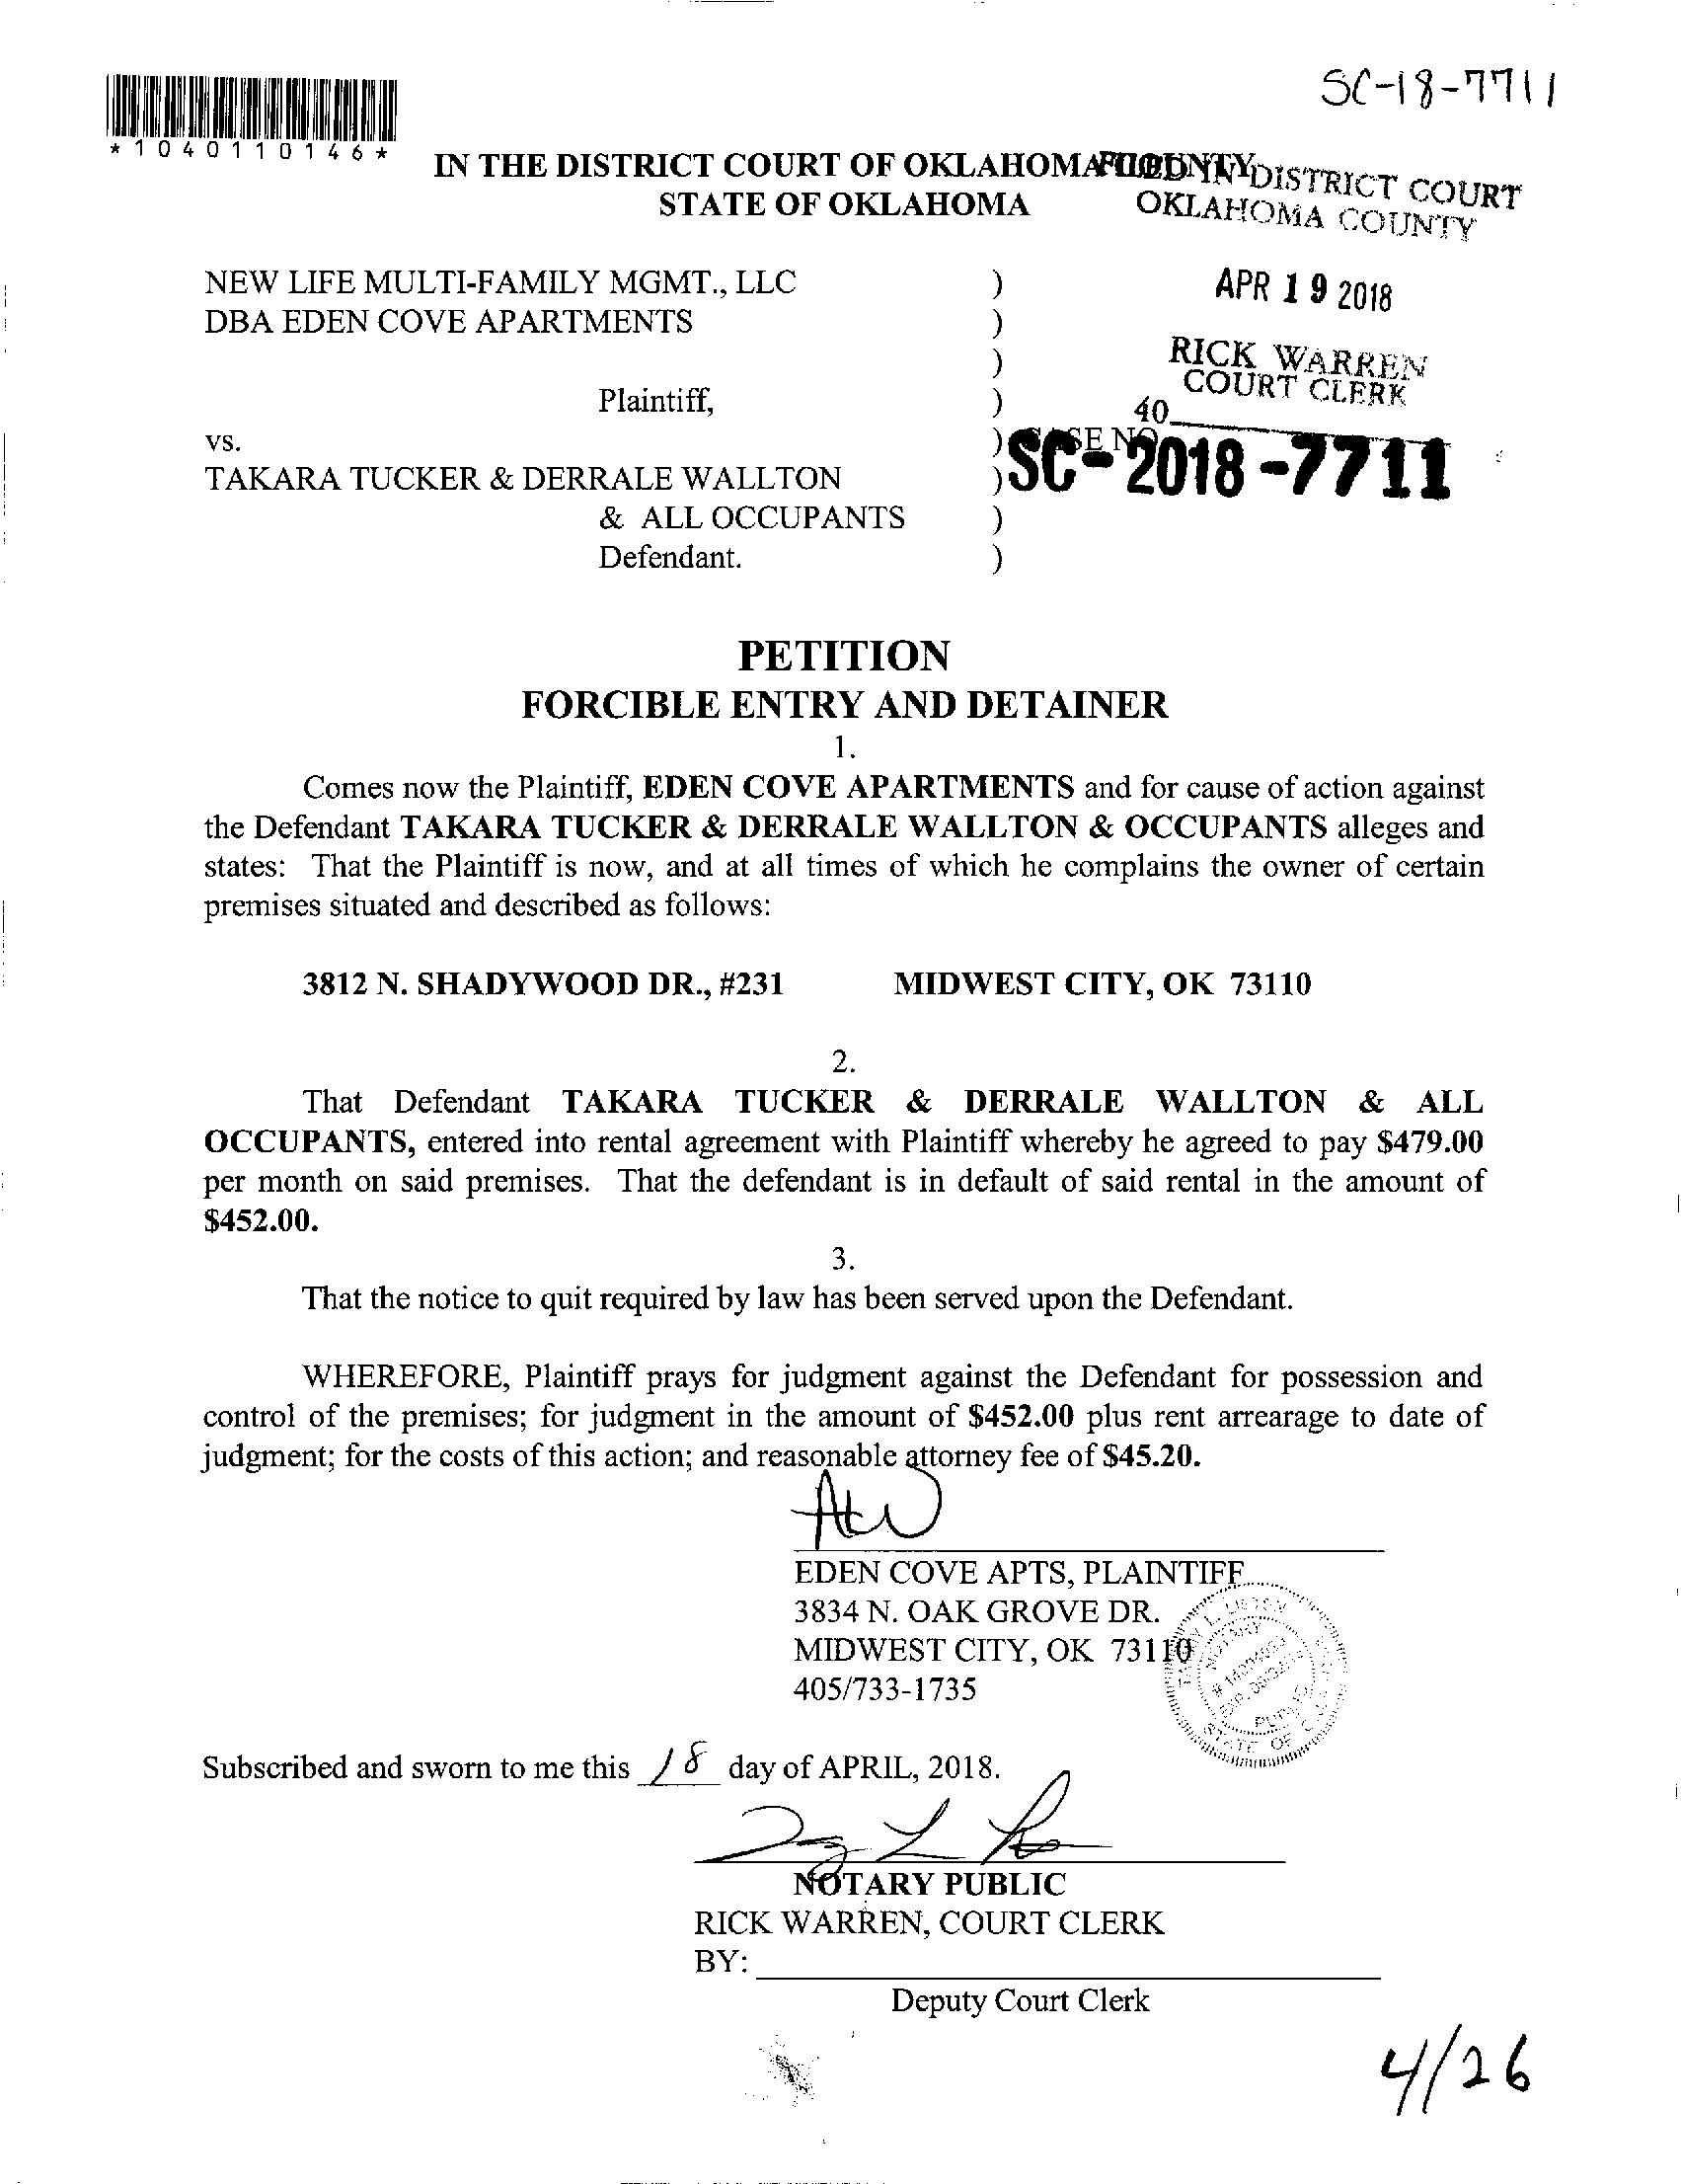 SC-18-7711
*1040110146*
IN THE DISTRICT COURT OF OKLAHOMA COUNTY
STATE OF OKLAHOMA
FILED IN DISTRICT COURT
OKLAHOMA COUNTY
APR 19 2018
RICK WARREN
COURT CLERK
40
NEW LIFE MULTI-FAMILY MGMT., LLC )
DBA EDEN COVE APARTMENTS )
)
Plaintiff, )
vs. ) CASE NO.
SC-2018-7711
TAKARA TUCKER & DERRALE WALLTON )
& ALL OCCUPANTS )
Defendant. )
PETITION
FORCIBLE ENTRY AND DETAINER
1.
Comes now the Plaintiff, EDEN COVE APARTMENTS and for cause of action against
the Defendant TAKARA TUCKER & DERRALE WALLTON & OCCUPANTS alleges and
states: That the Plaintiff is now, and at all times of which he complains the owner of certain
premises situated and described as follows:
3812 N. SHADYWOOD DR., #231 MIDWEST CITY, OK 73110
2.
That Defendant TAKARA TUCKER & DERRALE WALLTON & ALL
OCCUPANTS, entered into rental agreement with Plaintiff whereby he agreed to pay $479.00
per month on said premises. That the defendant is in default of said rental in the amount of
$452.00.
3.
That the notice to quit required by law has been served upon the Defendant.
WHEREFORE, Plaintiff prays for judgment against the Defendant for possession and
control of the premises; for judgment in the amount of $452.00 plus rent arrearage to date of
judgment; for the costs of this action; and reasonable attorney fee of $45.20.
EDEN COVE APTS, PLAINTIFF
3834 N. OAK GROVE DR.
MIDWEST CITY, OK 73110
405/733-1735
NOTARY
STATE OF
Subscribed and sworn to me this 18 day of APRIL, 2018.
NOTARY PUBLIC
RICK WARREN, COURT CLERK
BY:
Deputy Court Clerk
4/26